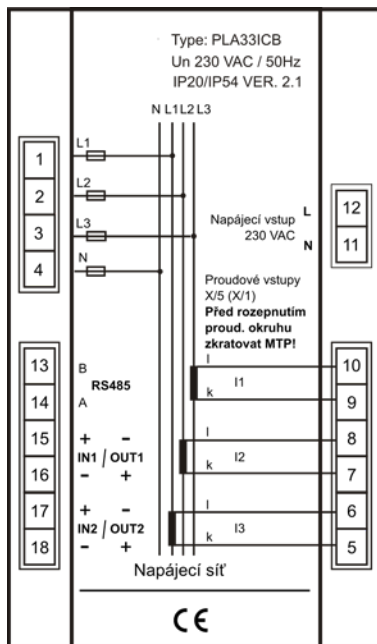 Type: PLA33ICB
Un 230 VAC / 50Hz
IP20/IP54 VER. 2.1
N L1 L2 L3
1 L1
2 L2
3 L3
4 N
Napájecí vstup L 12
230 VAC N 11
Proudové vstupy
X/5 (X/1)
Před rozepnutím
proud. okruhu
zkratovat MTP!
13 B
RS485
14 A
15 + -
IN1 / OUT1
16 - +
17 + -
IN2 / OUT2
18 - +
l 10
I1
k 9
l 8
I2
k 7
l 6
I3
k 5
Napájecí síť
CE